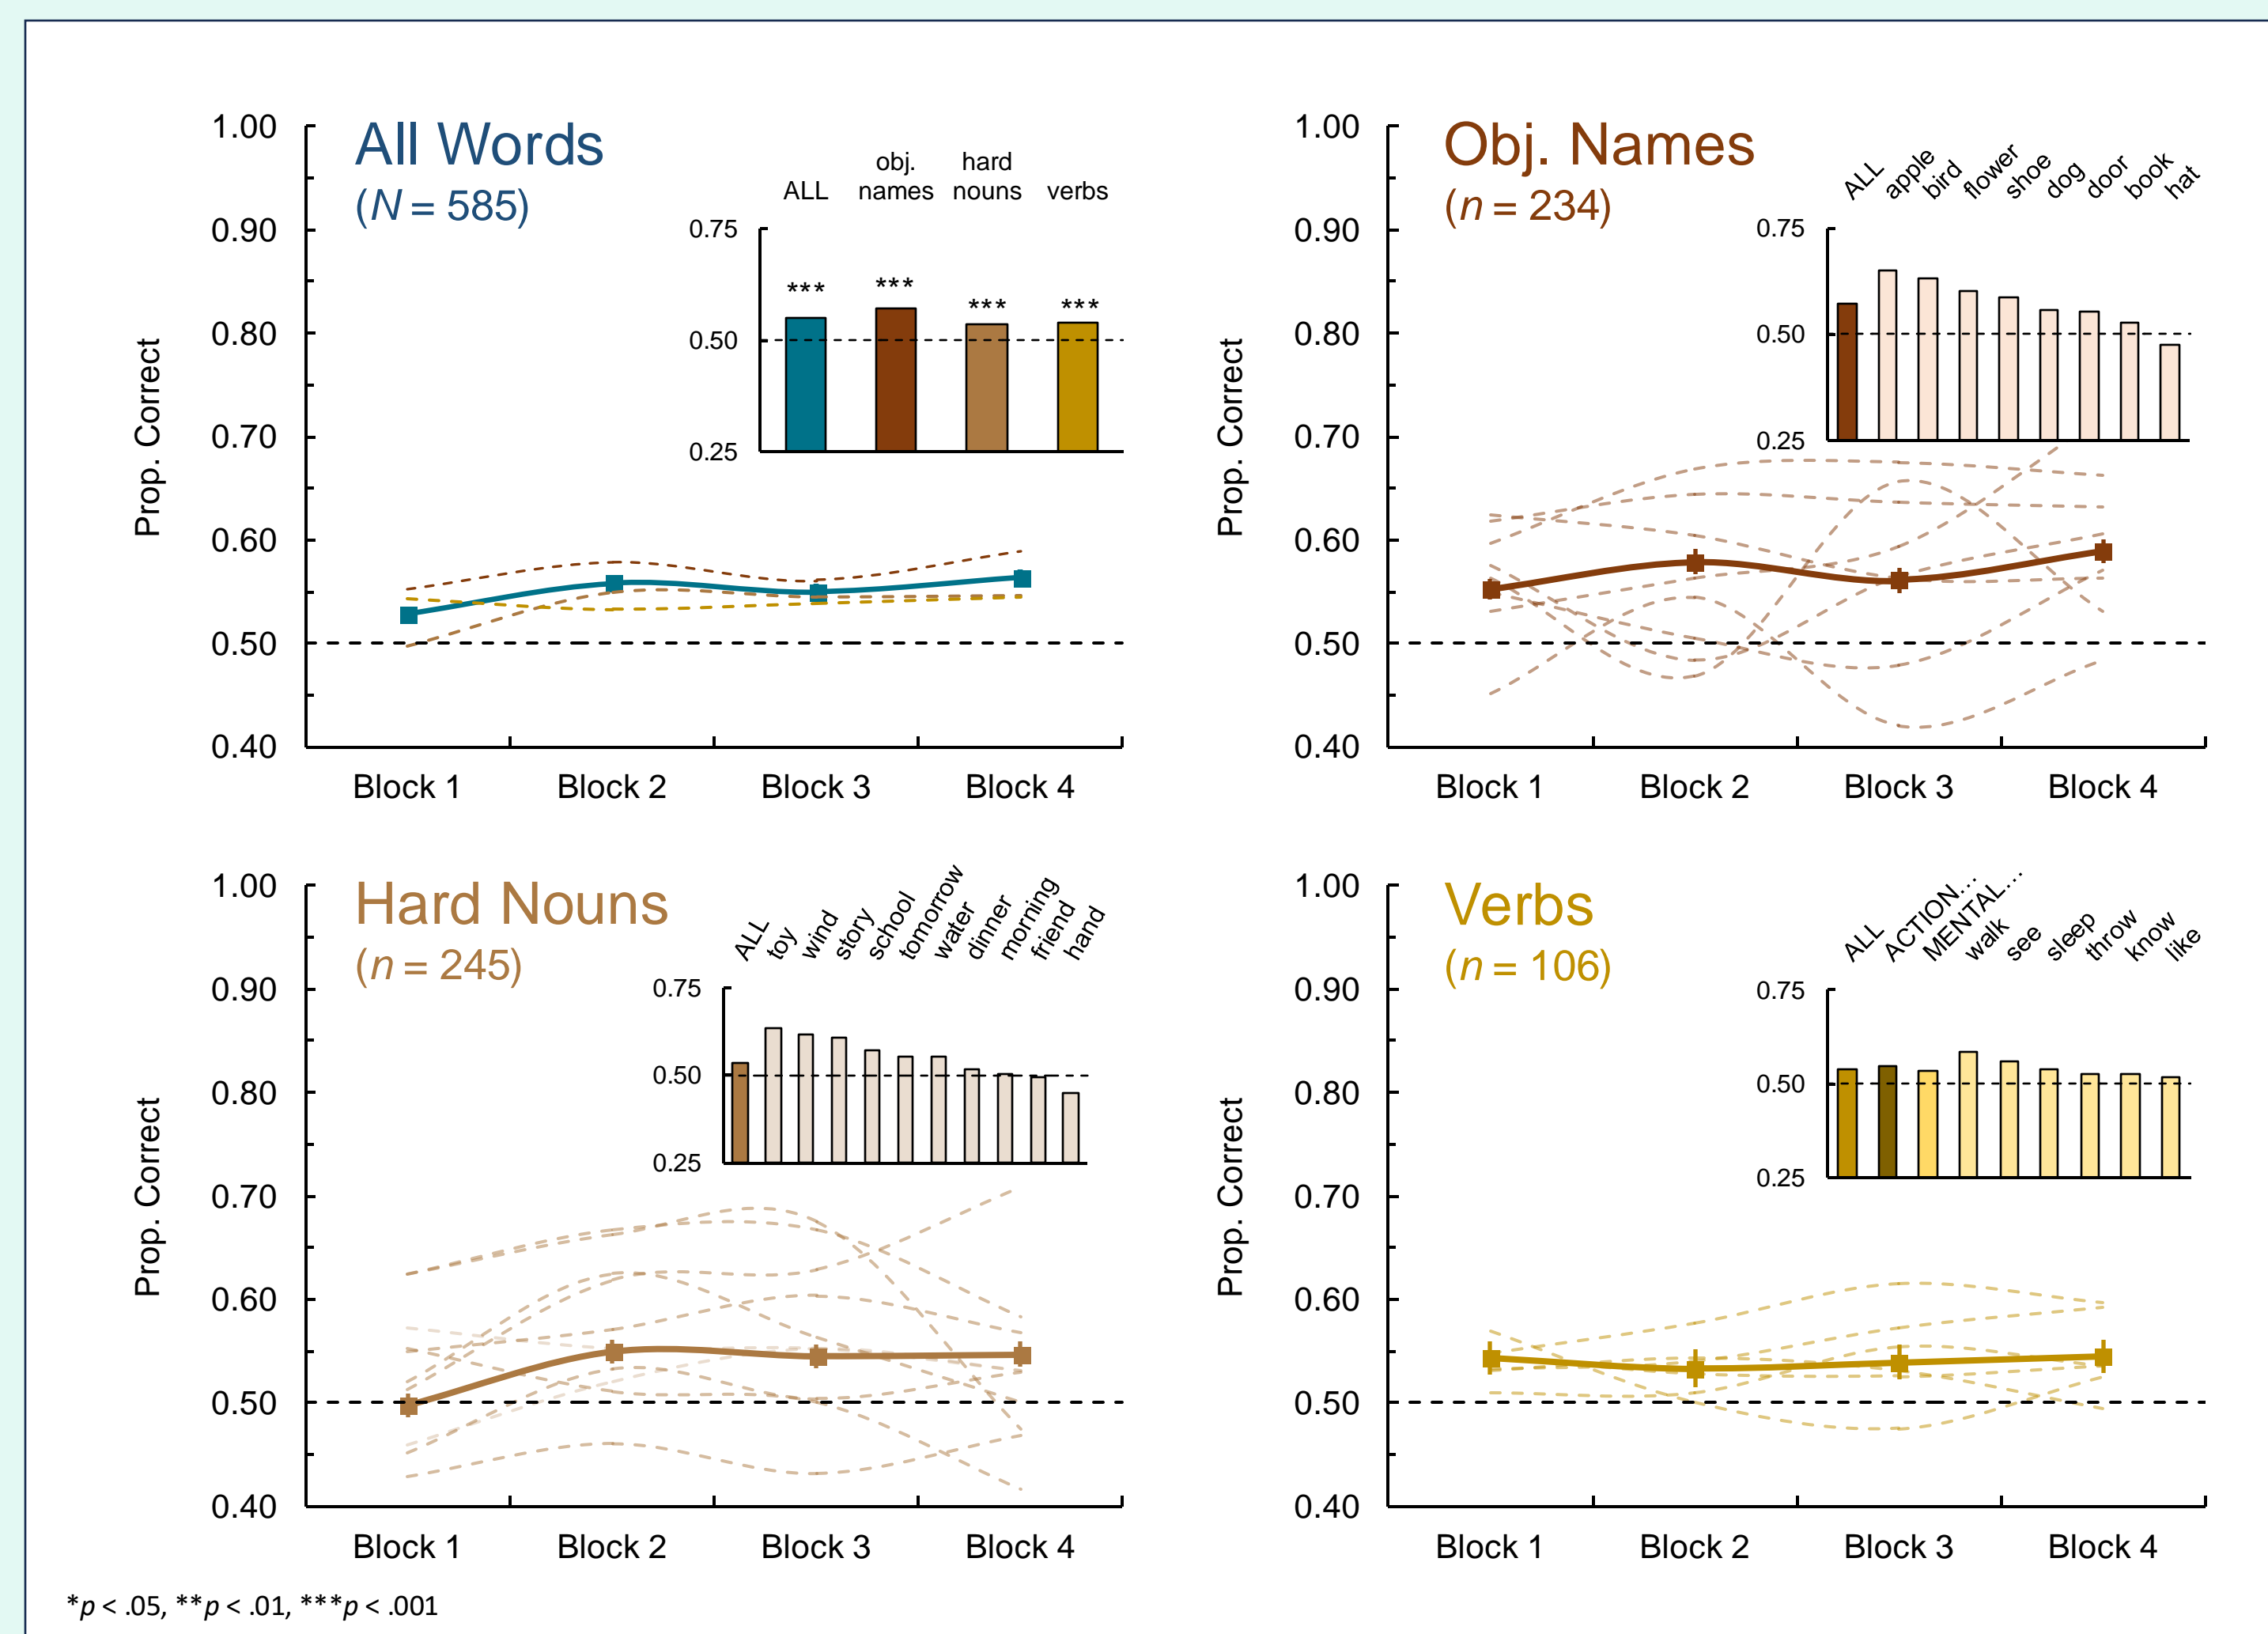 All Words
(N = 585)
1.00
0.90
0.80
0.70
0.60
0.50
0.40
Prop. Correct
Block 1 Block 2 Block 3 Block 4
ALL obj. names hard nouns verbs
0.75
0.50
0.25
*** *** *** ***
Obj. Names
(n = 234)
1.00
0.90
0.80
0.70
0.60
0.50
0.40
Prop. Correct
Block 1 Block 2 Block 3 Block 4
ALL apple bird flower shoe dog door book hat
0.75
0.50
0.25
Hard Nouns
(n = 245)
1.00
0.90
0.80
0.70
0.60
0.50
0.40
Prop. Correct
Block 1 Block 2 Block 3 Block 4
ALL toy wind story school tomorrow water dinner morning friend hand
0.75
0.50
0.25
Verbs
(n = 106)
1.00
0.90
0.80
0.70
0.60
0.50
0.40
Prop. Correct
Block 1 Block 2 Block 3 Block 4
ALL ACTION… MENTAL… walk see sleep throw know like
0.75
0.50
0.25
*p < .05, **p < .01, ***p < .001